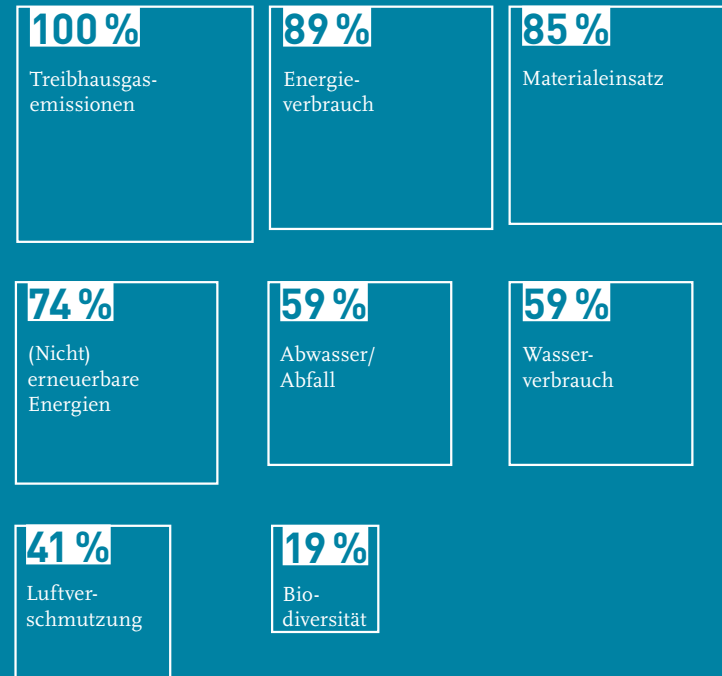 100 %
Treibhausgas-
emissionen
89 %
Energie-
verbrauch
85 %
Materialeinsatz
74 %
(Nicht)
erneuerbare
Energien
59 %
Abwasser/
Abfall
59 %
Wasser-
verbrauch
41 %
Luftver-
schmutzung
19 %
Bio-
diversität